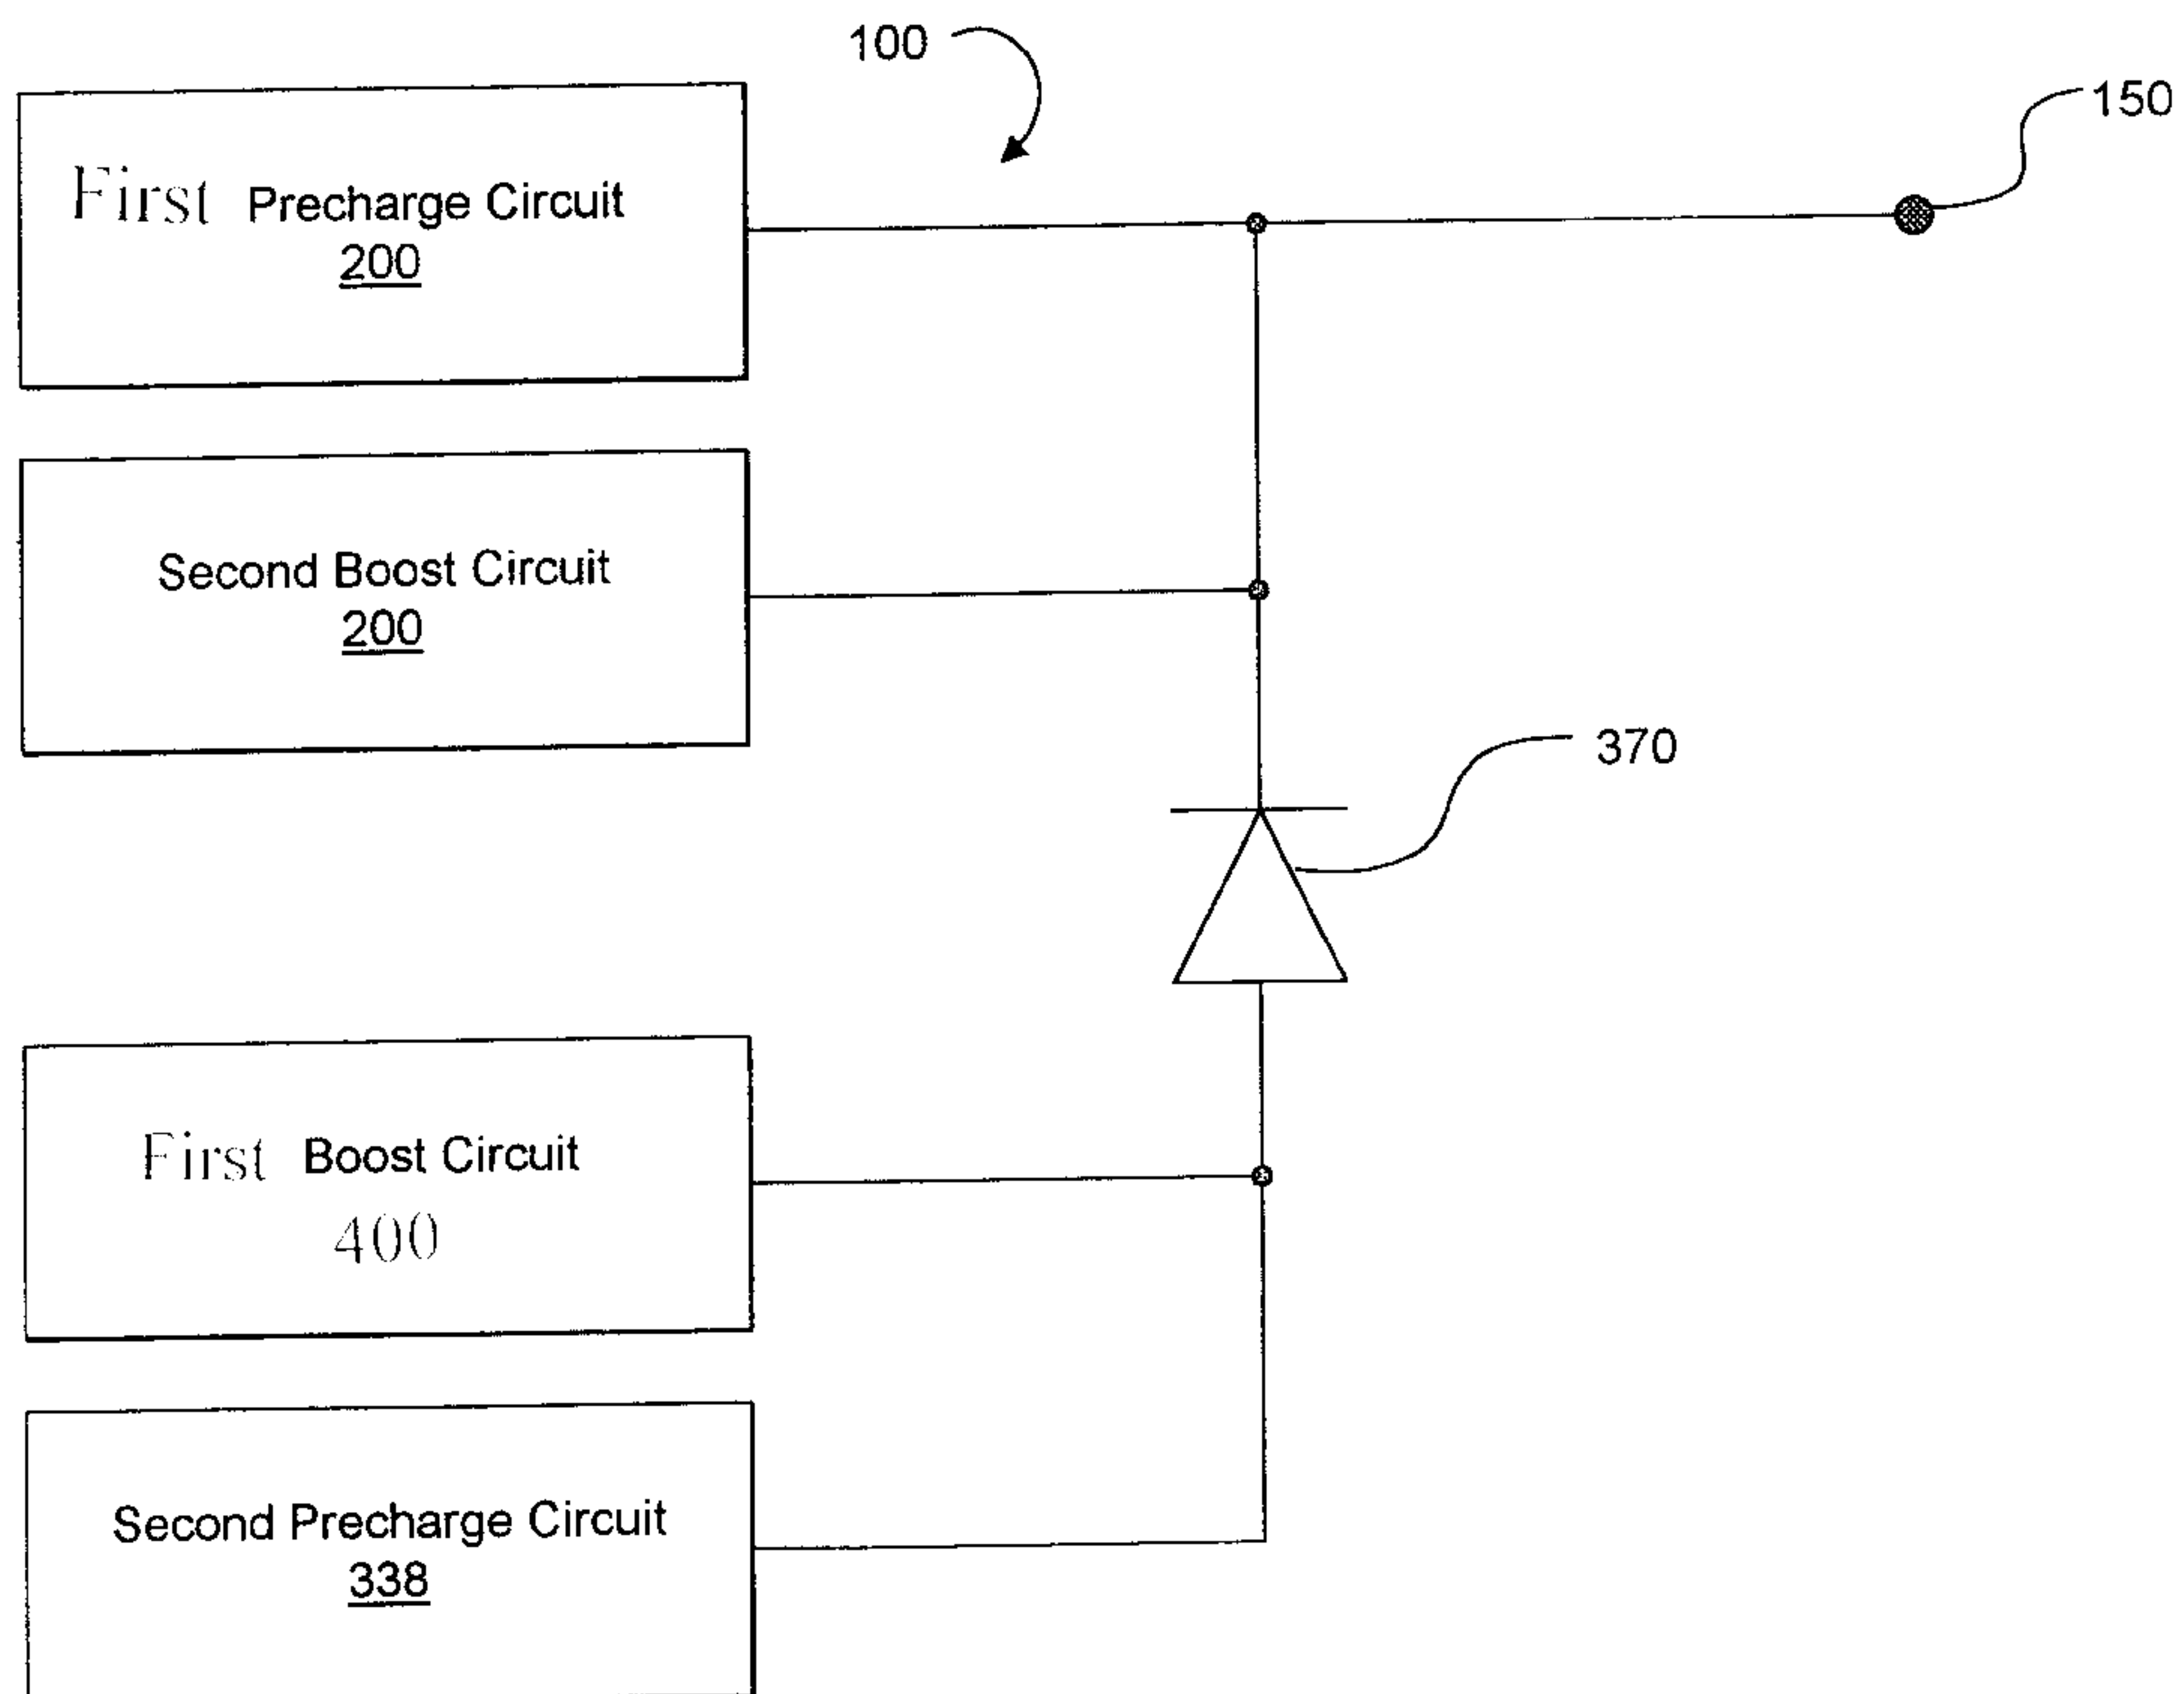 100
150
First Precharge Circuit
200
Second Boost Circuit
200
370
First Boost Circuit
400
Second Precharge Circuit
338